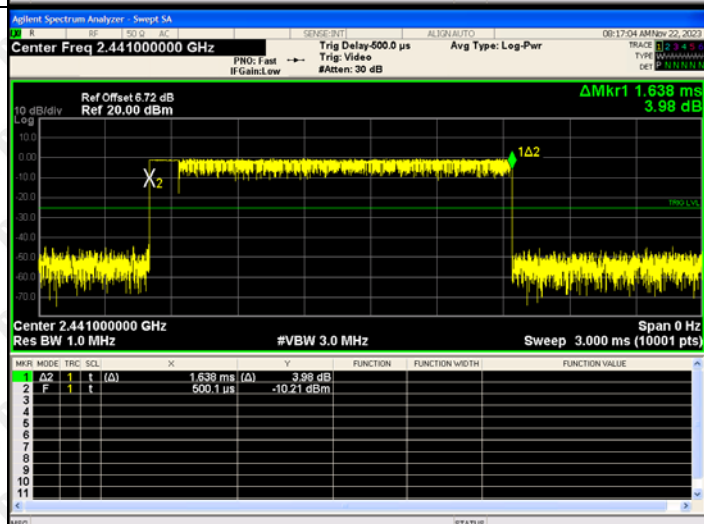 Agilent Spectrum Analyzer - Swept SA
LXI R RF 50 Ω AC SENSE:INT ALIGN AUTO 08:17:04 AM Nov 22, 2023
Center Freq 2.441000000 GHz
PNO: Fast
IFGain:Low
Trig Delay-500.0 µs
Trig: Video
#Atten: 30 dB
Avg Type: Log-Pwr
TRACE 1 2 3 4 5 6
TYPE
DET P N N N N N
ΔMkr1 1.638 ms
3.98 dB
Ref Offset 6.72 dB
10 dB/div Ref 20.00 dBm
Log
10.0
0.00
-10.0
-20.0
-30.0
-40.0
-50.0
-60.0
-70.0
1Δ2
X2
TRIG LVL
Center 2.441000000 GHz Span 0 Hz
Res BW 1.0 MHz #VBW 3.0 MHz Sweep 3.000 ms (10001 pts)
MKR MODE TRC SCL X Y FUNCTION FUNCTION WIDTH FUNCTION VALUE
1 Δ2 1 t (Δ) 1.638 ms (Δ) 3.98 dB
2 F 1 t 500.1 µs -10.21 dBm
3
4
5
6
7
8
9
10
11
MSG STATUS